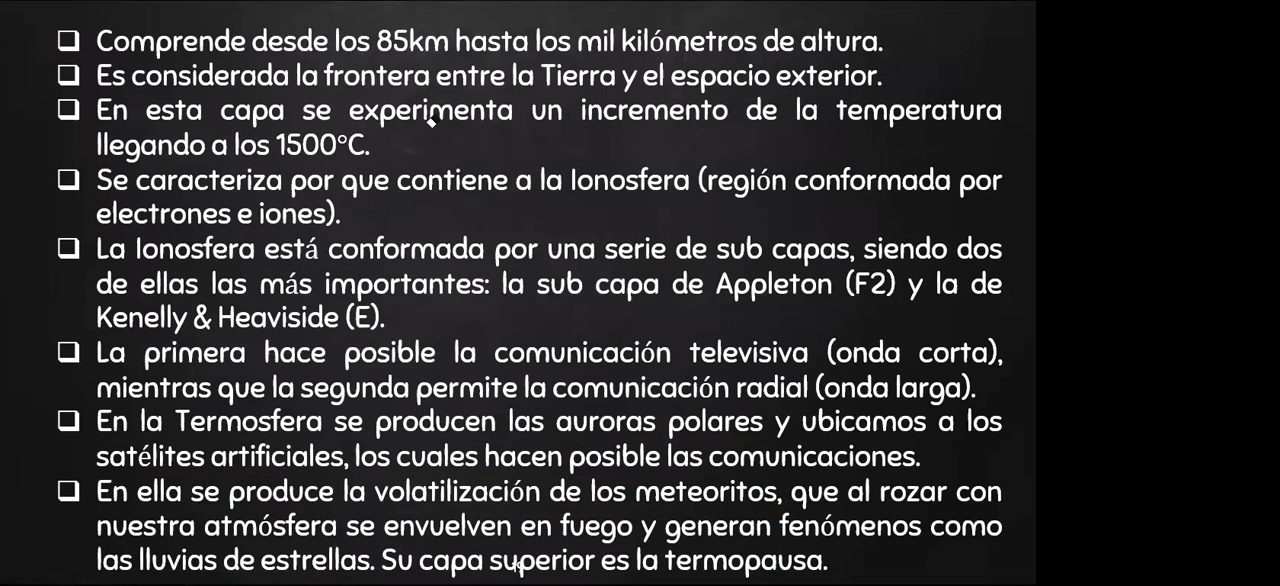 ❑ Comprende desde los 85km hasta los mil kilómetros de altura.
❑ Es considerada la frontera entre la Tierra y el espacio exterior.
❑ En esta capa se experimenta un incremento de la temperatura
llegando a los 1500°C.
❑ Se caracteriza por que contiene a la Ionosfera (región conformada por
electrones e iones).
❑ La Ionosfera está conformada por una serie de sub capas, siendo dos
de ellas las más importantes: la sub capa de Appleton (F2) y la de
Kenelly & Heaviside (E).
❑ La primera hace posible la comunicación televisiva (onda corta),
mientras que la segunda permite la comunicación radial (onda larga).
❑ En la Termosfera se producen las auroras polares y ubicamos a los
satélites artificiales, los cuales hacen posible las comunicaciones.
❑ En ella se produce la volatilización de los meteoritos, que al rozar con
nuestra atmósfera se envuelven en fuego y generan fenómenos como
las lluvias de estrellas. Su capa superior es la termopausa.